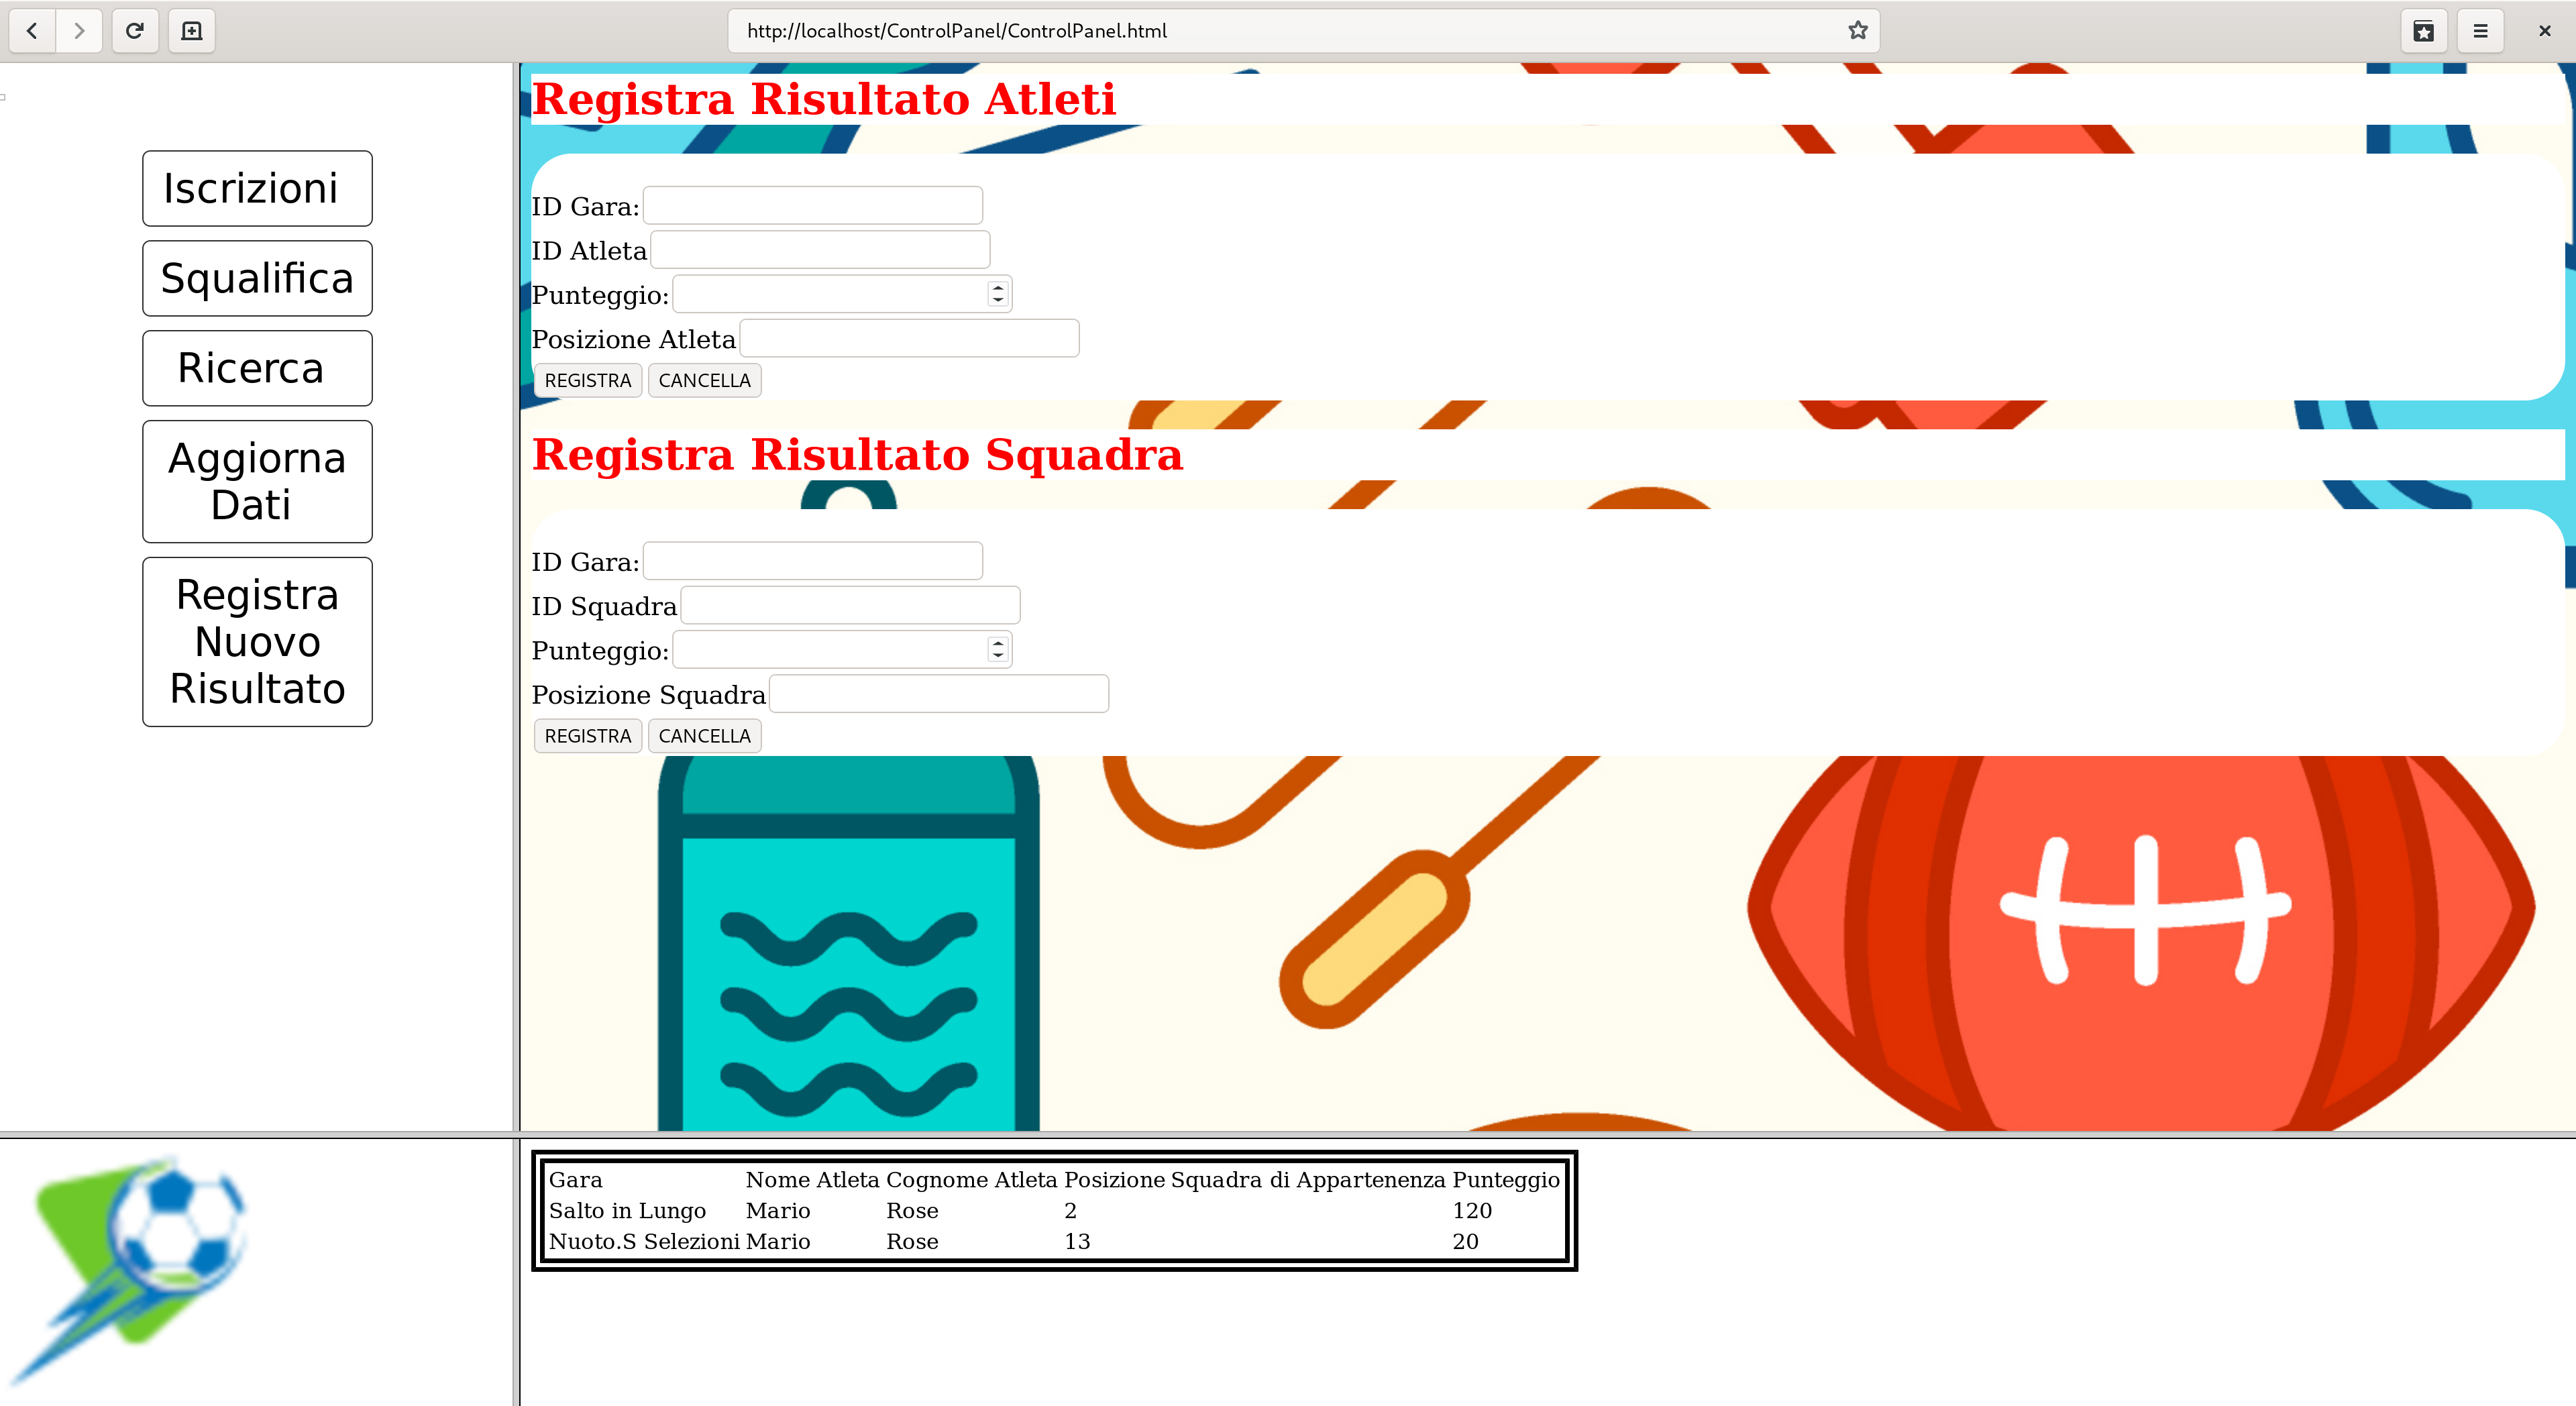 http://localhost/ControlPanel/ControlPanel.html
Iscrizioni
Squalifica
Ricerca
Aggiorna
Dati
Registra
Nuovo
Risultato
Registra Risultato Atleti
ID Gara:
ID Atleta
Punteggio:
Posizione Atleta
REGISTRA CANCELLA
Registra Risultato Squadra
ID Gara:
ID Squadra
Punteggio:
Posizione Squadra
REGISTRA CANCELLA
Gara Nome Atleta Cognome Atleta Posizione Squadra di Appartenenza Punteggio
Salto in Lungo Mario Rose 2 120
Nuoto.S Selezioni Mario Rose 13 20